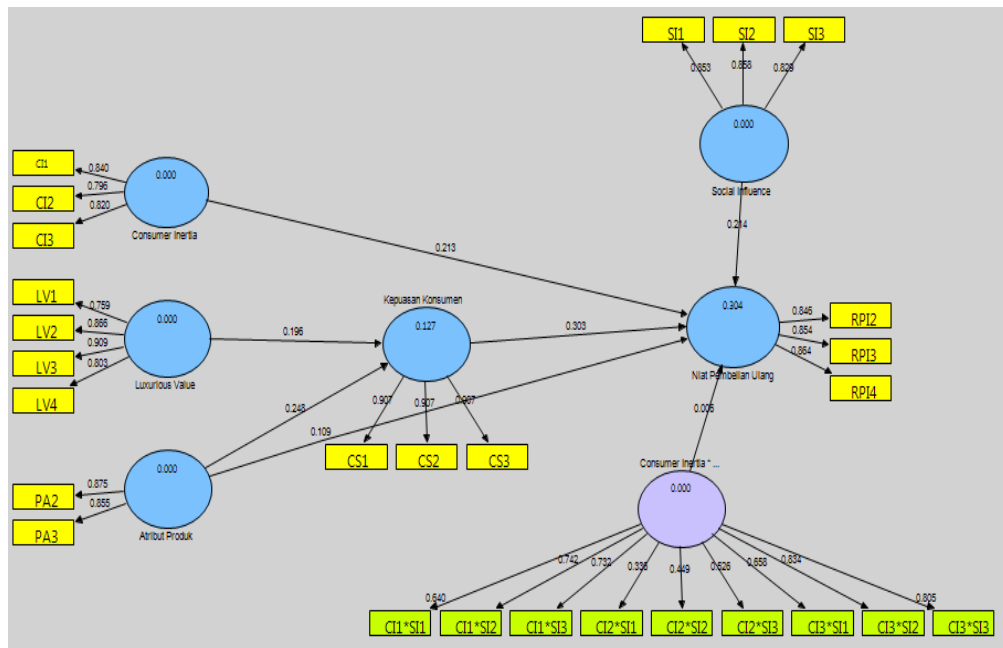 SI1 SI2 SI3
0.853 0.858 0.829
0.000
Social Influence
0.214
CI1
CI2
CI3
0.840
0.796
0.820
0.000
Consumer Inertia
0.213
LV1
LV2
LV3
LV4
0.759
0.866
0.909
0.803
0.000
Luxurious Value
0.196
Kepuasan Konsumen
0.127
0.303
0.304
Niat Pembelian Ulang
0.846
0.854
0.864
RPI2
RPI3
RPI4
0.248
0.109
0.907 0.907 0.907
CS1 CS2 CS3
PA2
PA3
0.875
0.855
0.000
Atribut Produk
0.006
Consumer Inertia * ...
0.000
0.640 0.742 0.732 0.449 0.526 0.658 0.834 0.805
CI1*SI1 CI1*SI2 CI1*SI3 CI2*SI1 CI2*SI2 CI2*SI3 CI3*SI1 CI3*SI2 CI3*SI3